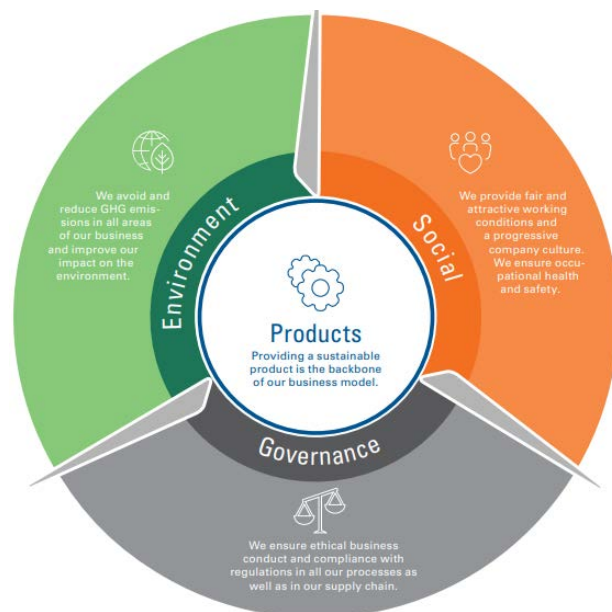 We avoid and
reduce GHG emis-
sions in all areas
of our business
and improve our
impact on the
environment.
Environment
We provide fair and
attractive working
conditions and
a progressive
company culture.
We ensure occu-
pational health
and safety.
Social
Products
Providing a sustainable
product is the backbone
of our business model.
Governance
We ensure ethical business
conduct and compliance with
regulations in all our processes as
well as in our supply chain.